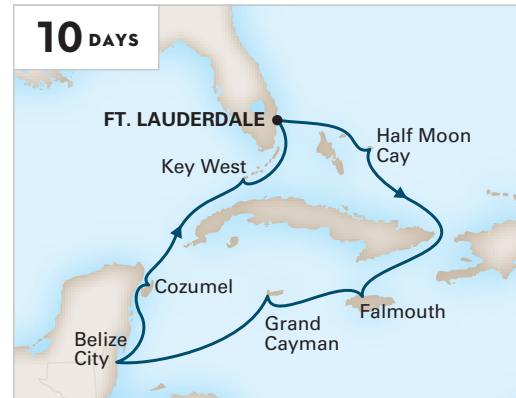 10 DAYS
FT. LAUDERDALE
Half Moon
Cay
Key West
Cozumel
Falmouth
Grand
Cayman
Belize
City